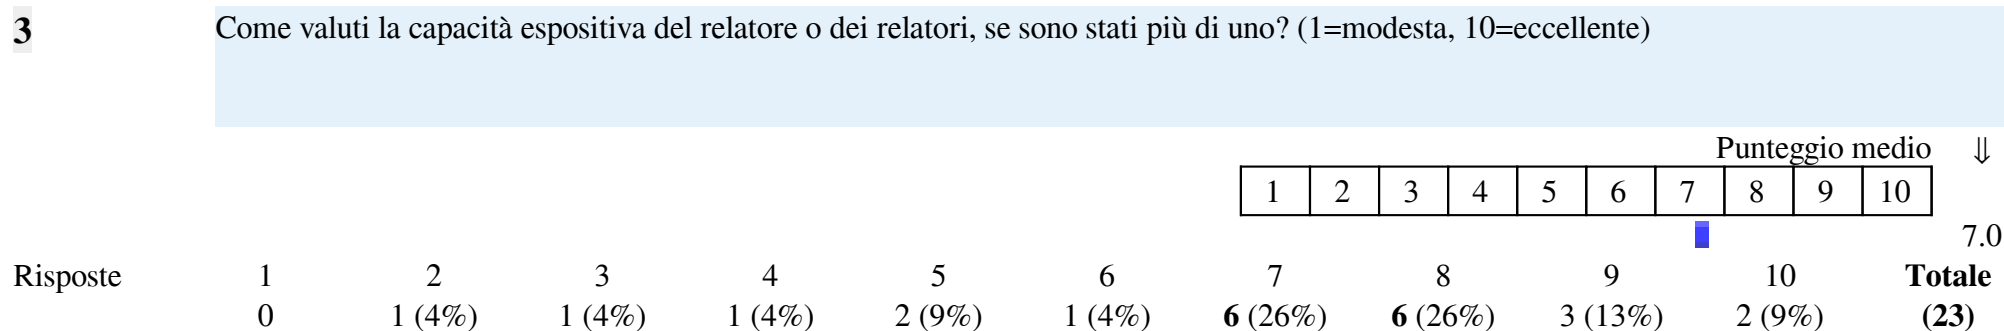 3 Come valuti la capacità espositiva del relatore o dei relatori, se sono stati più di uno? (1=modesta, 10=eccellente)
Punteggio medio ⇓
1 2 3 4 5 6 7 8 9 10
7.0
Risposte 1 2 3 4 5 6 7 8 9 10 Totale
0 1 (4%) 1 (4%) 1 (4%) 2 (9%) 1 (4%) 6 (26%) 6 (26%) 3 (13%) 2 (9%) (23)